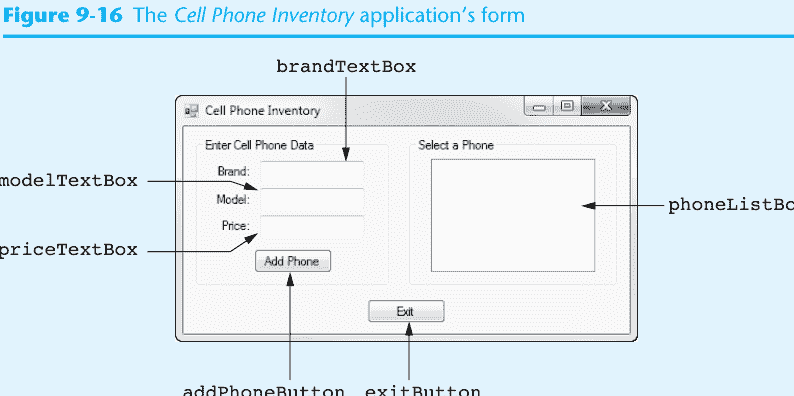 Figure 9-16 The Cell Phone Inventory application's form
brandTextBox
Cell Phone Inventory
Enter Cell Phone Data
Select a Phone
Brand:
modelTextBox
Model:
phoneListBo
Price:
priceTextBox
Add Phone
Exit
addPhoneButton exitButton